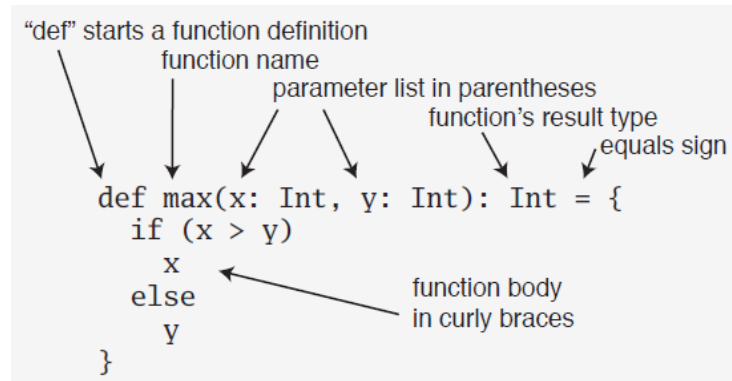 “def” starts a function definition
function name
parameter list in parentheses
function’s result type
equals sign
def max(x: Int, y: Int): Int = {
if (x > y)
x
else
y
}
function body
in curly braces